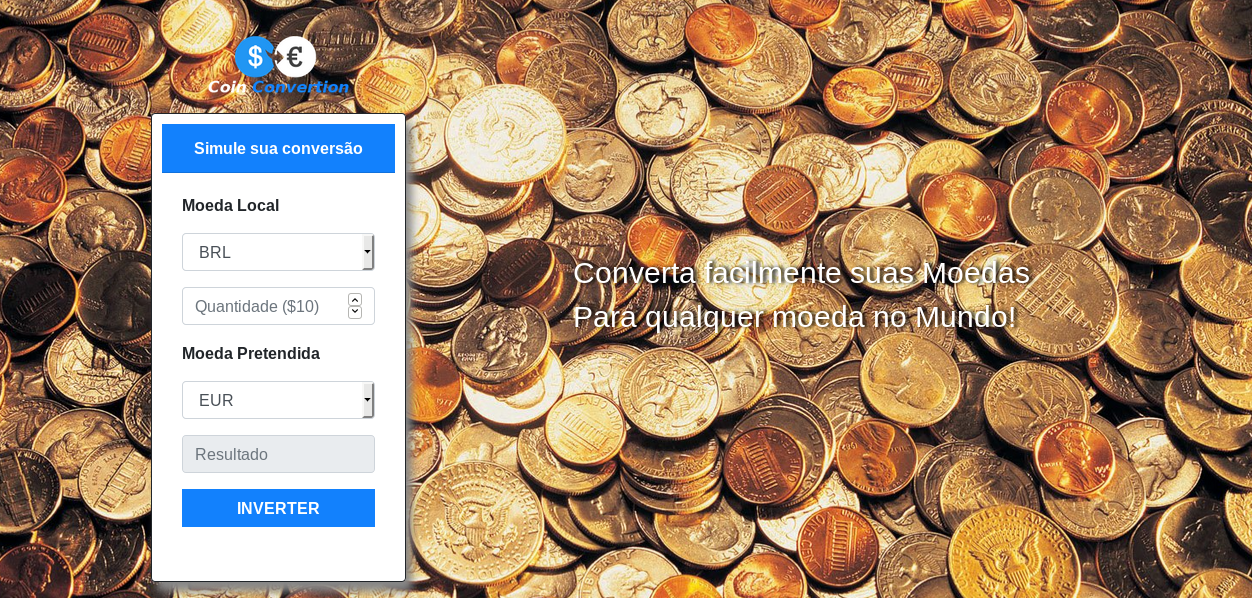 $ €
Coin Convertion
Simule sua conversão
Moeda Local
BRL
Quantidade ($10)
Moeda Pretendida
EUR
Resultado
INVERTER
Converta facilmente suas Moedas
Para qualquer moeda no Mundo!